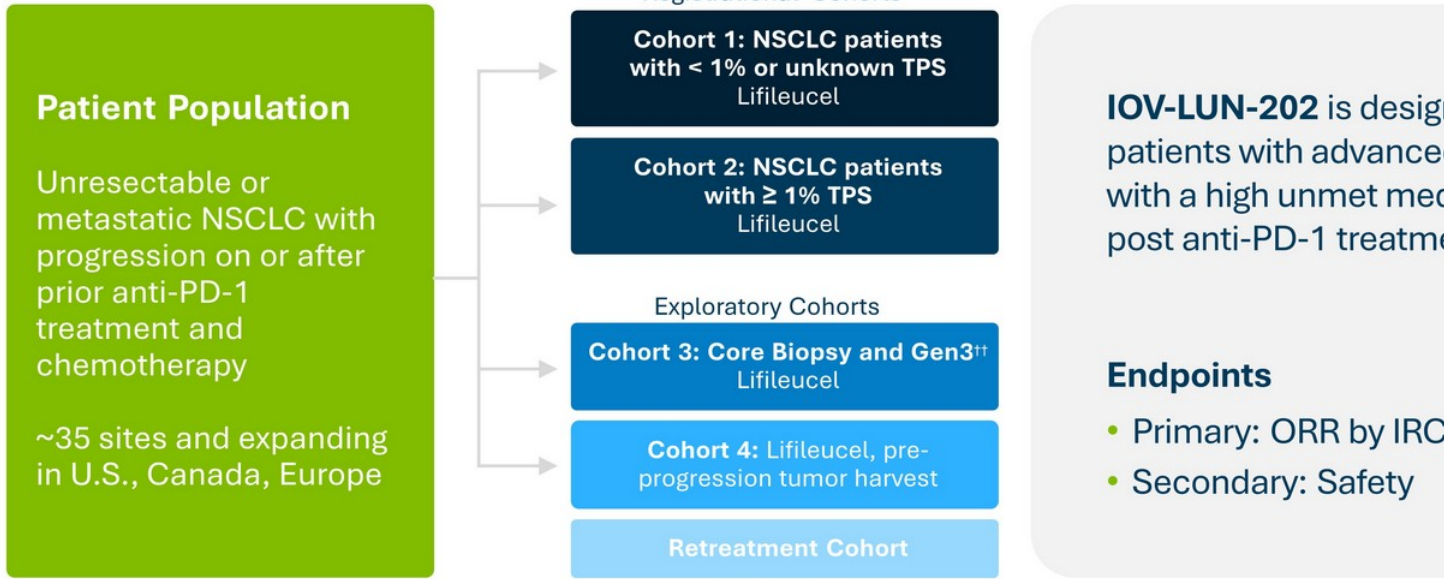 Patient Population
Unresectable or
metastatic NSCLC with
progression on or after
prior anti-PD-1
treatment and
chemotherapy
~35 sites and expanding
in U.S., Canada, Europe
Cohort 1: NSCLC patients
with < 1% or unknown TPS
Lifileucel
Cohort 2: NSCLC patients
with ≥ 1% TPS
Lifileucel
Exploratory Cohorts
Cohort 3: Core Biopsy and Gen3††
Lifileucel
Cohort 4: Lifileucel, pre-
progression tumor harvest
Retreatment Cohort
IOV-LUN-202 is
patients with
with a high unmet
post anti-PD-1
Endpoints
• Primary: ORR by IRC
• Secondary: Safety